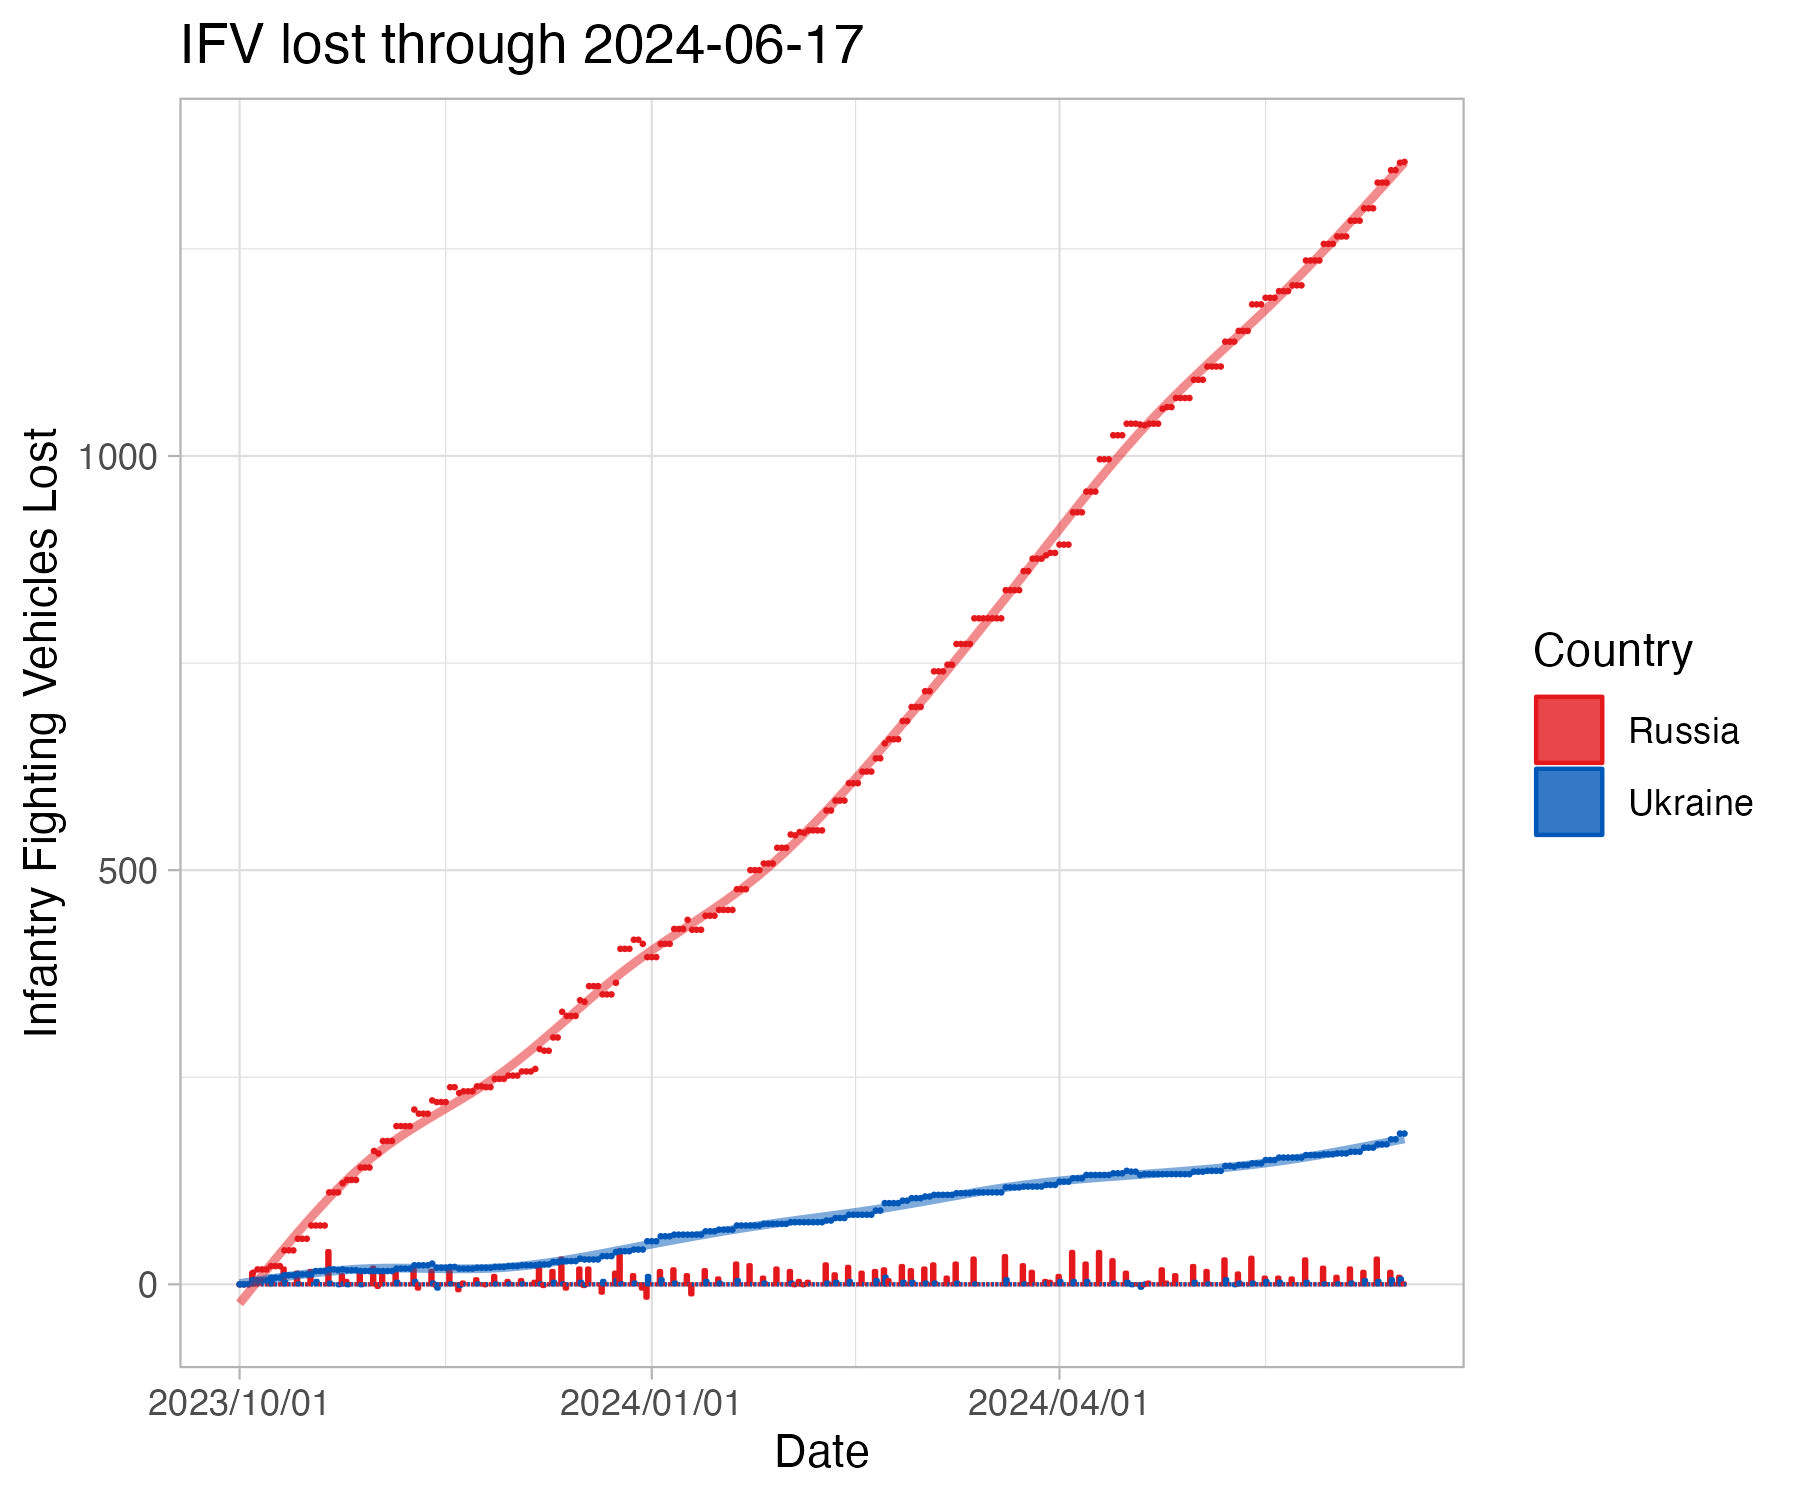 IFV lost through 2024-06-17
Infantry Fighting Vehicles Lost
1000
500
0
2023/10/01
2024/01/01
2024/04/01
Date
Country
Russia
Ukraine